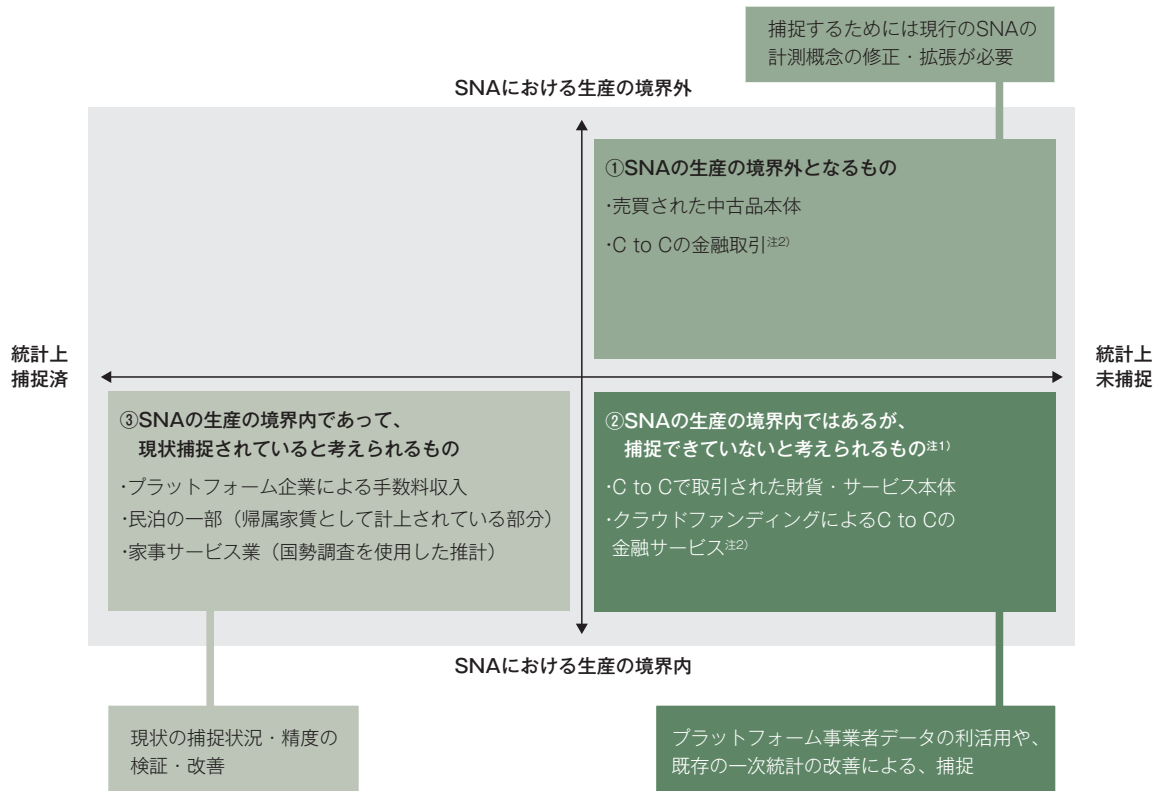 捕捉するためには現行のSNAの
計測概念の修正・拡張が必要
SNAにおける生産の境界外
①SNAの生産の境界外となるもの
・売買された中古品本体
・C to Cの金融取引注2)
統計上
捕捉済
統計上
未捕捉
③SNAの生産の境界内であって、
現状捕捉されていると考えられるもの
・プラットフォーム企業による手数料収入
・民泊の一部（帰属家賃として計上されている部分）
・家事サービス業（国勢調査を使用した推計）
②SNAの生産の境界内ではあるが、
捕捉できていないと考えられるもの注1)
・C to Cで取引された財貨・サービス本体
・クラウドファンディングによるC to Cの
金融サービス注2)
SNAにおける生産の境界内
現状の捕捉状況・精度の
検証・改善
プラットフォーム事業者データの利活用や、
既存の一次統計の改善による、捕捉